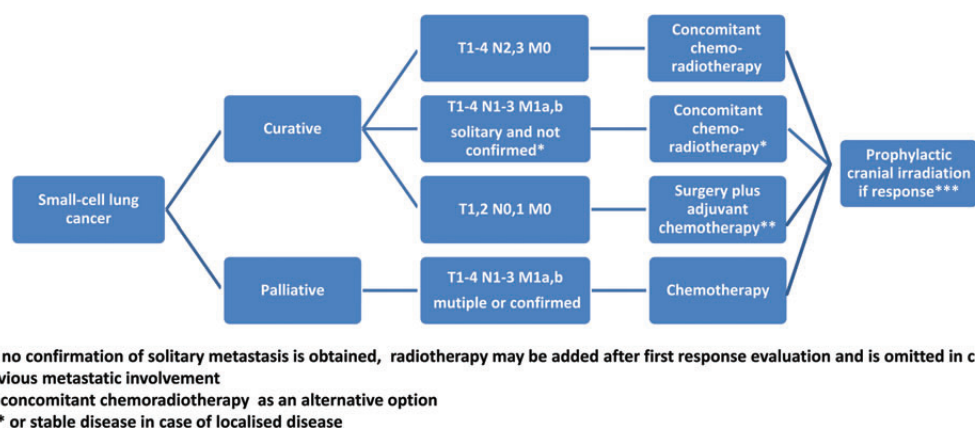 Small-cell lung
cancer
Curative
Palliative
T1-4 N2,3 M0
T1-4 N1-3 M1a,b
solitary and not
confirmed*
T1,2 N0,1 M0
T1-4 N1-3 M1a,b
mutiple or confirmed
Concomitant
chemo-
radiotherapy
Concomitant
chemo-
radiotherapy*
Surgery plus
adjuvant
chemotherapy**
Chemotherapy
Prophylactic
cranial irradiation
if response***
no confirmation of solitary metastasis is obtained, radiotherapy may be added after first response evaluation and is omitted in
metastatic involvement
concomitant chemoradiotherapy as an alternative option
* or stable disease in case of localised disease